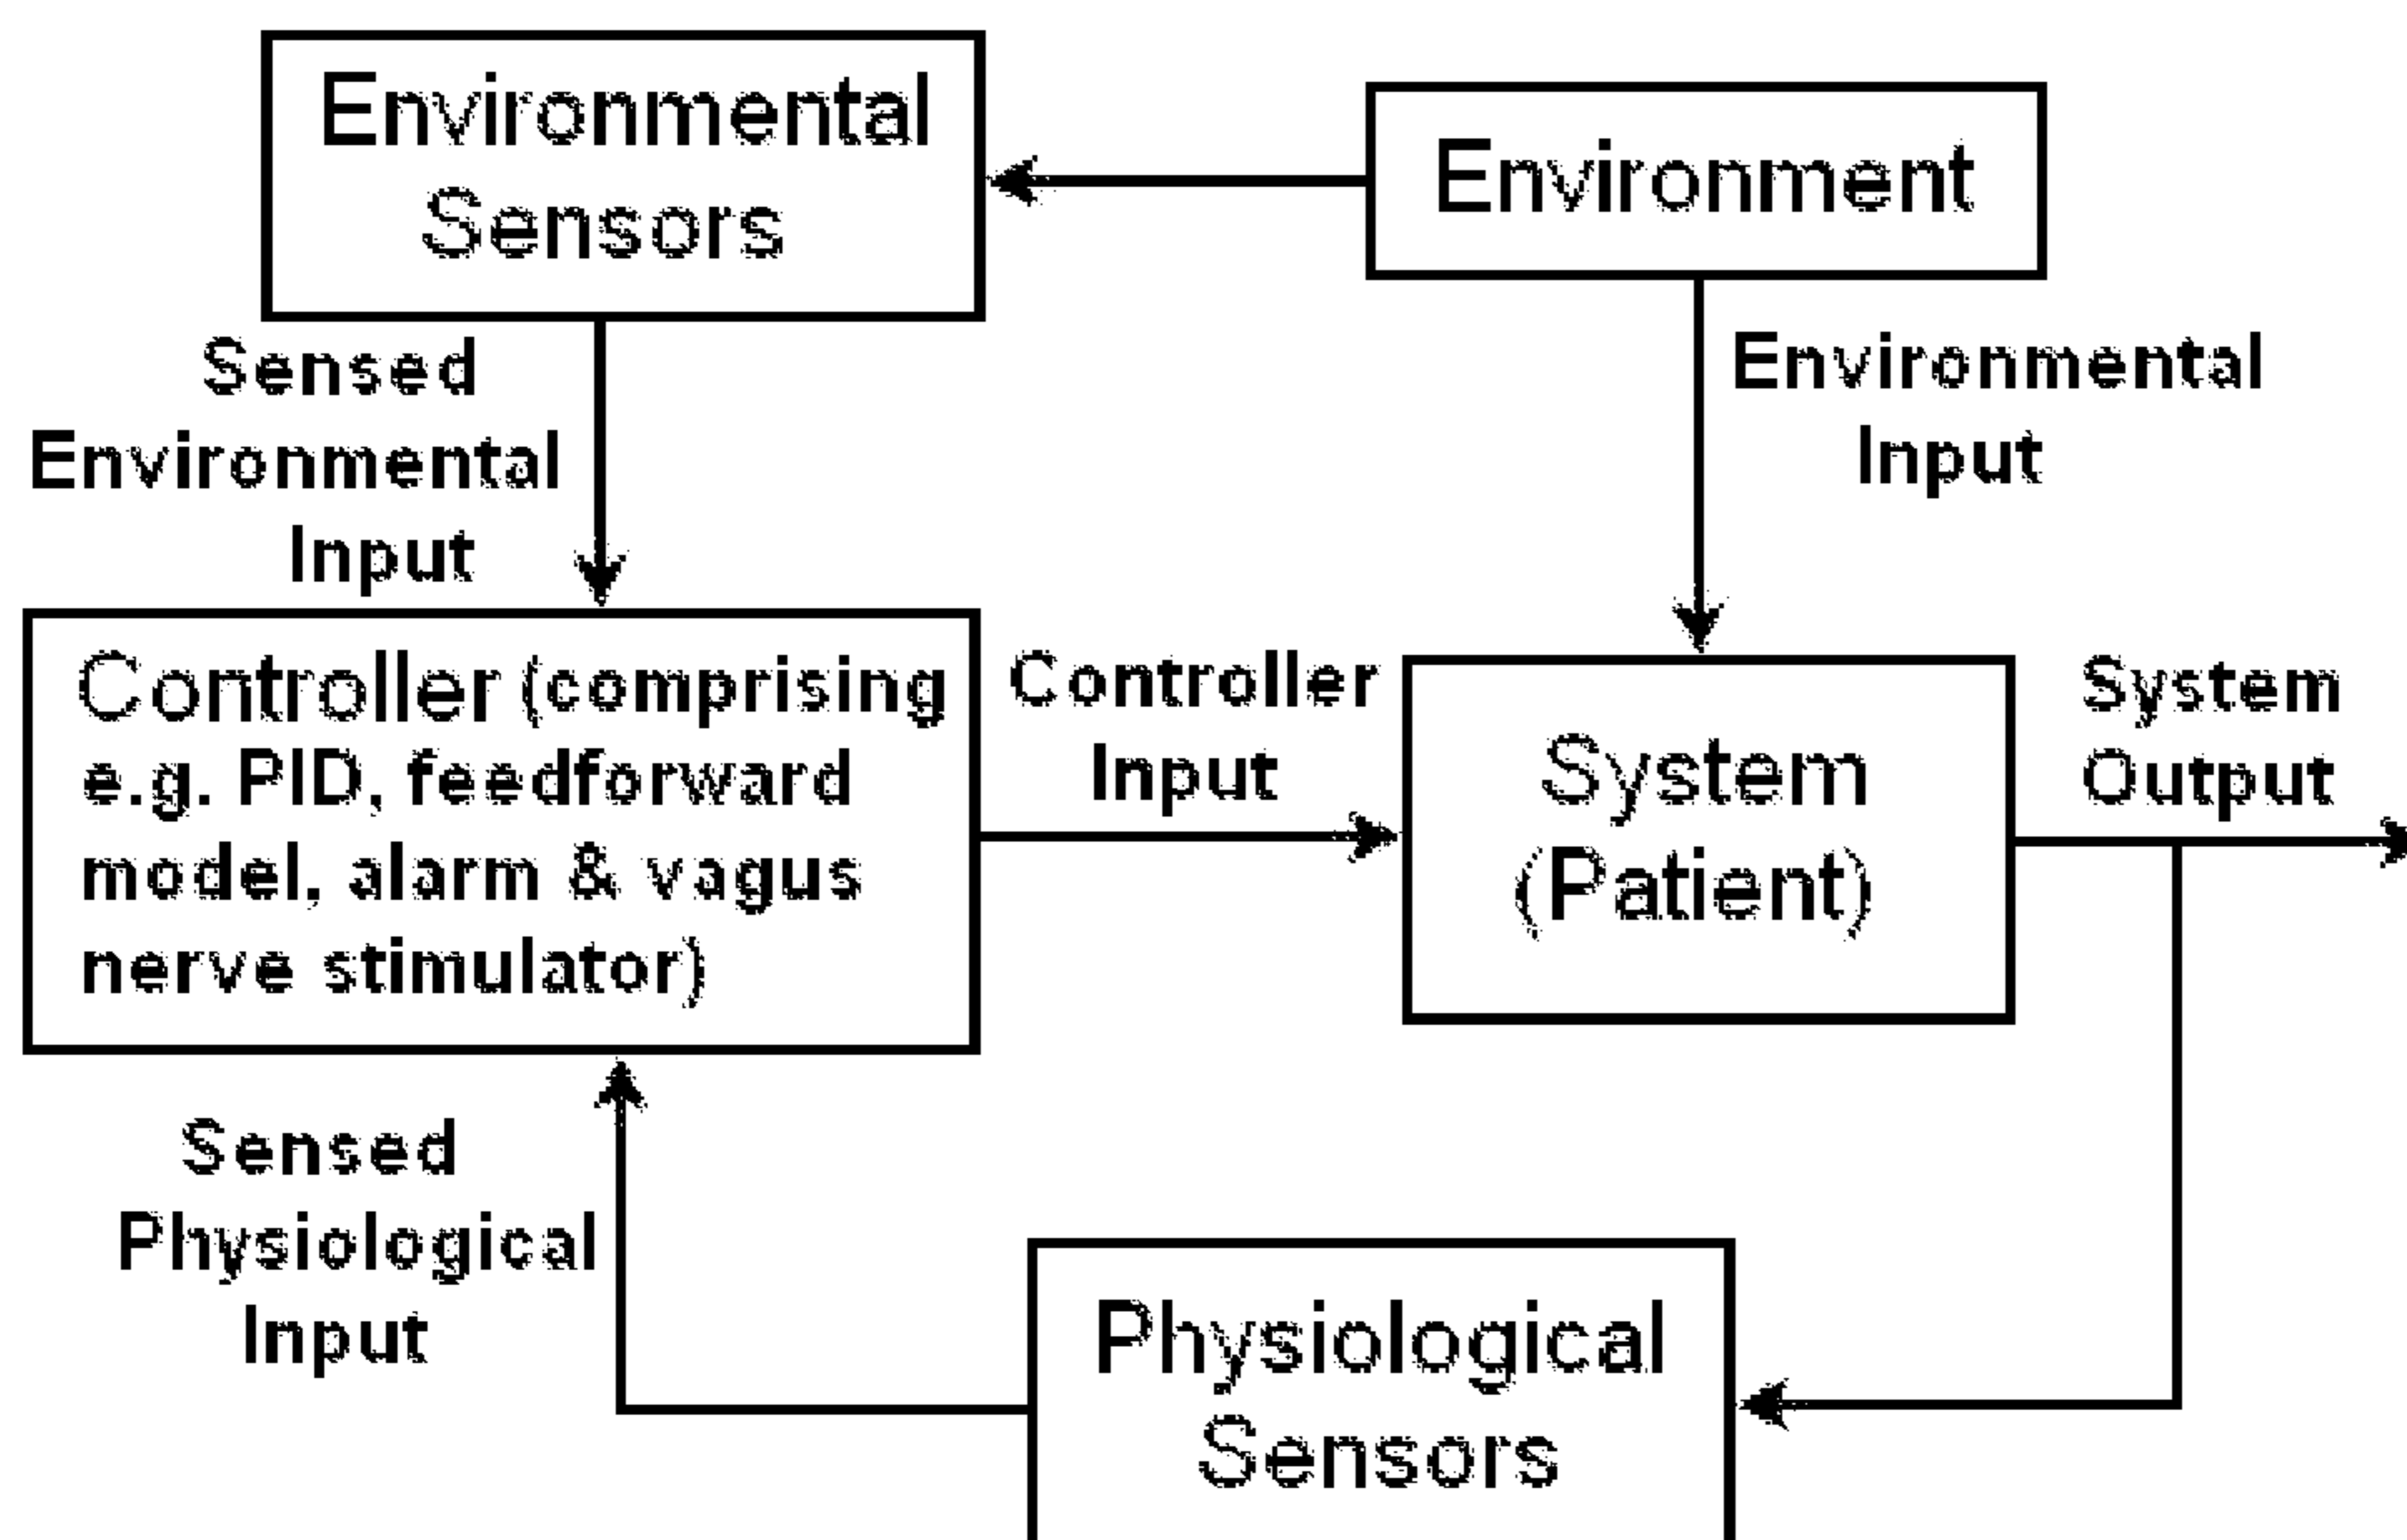 Environmental
Sensors
Environment
Sensed
Environmental
Input
Environmental
Input
Controller (comprising
e.g. PID, feedforward
model, alarm & vagus
nerve stimulator)
Controller
Input
System
(Patient)
System
Output
Sensed
Physiological
Input
Physiological
Sensors